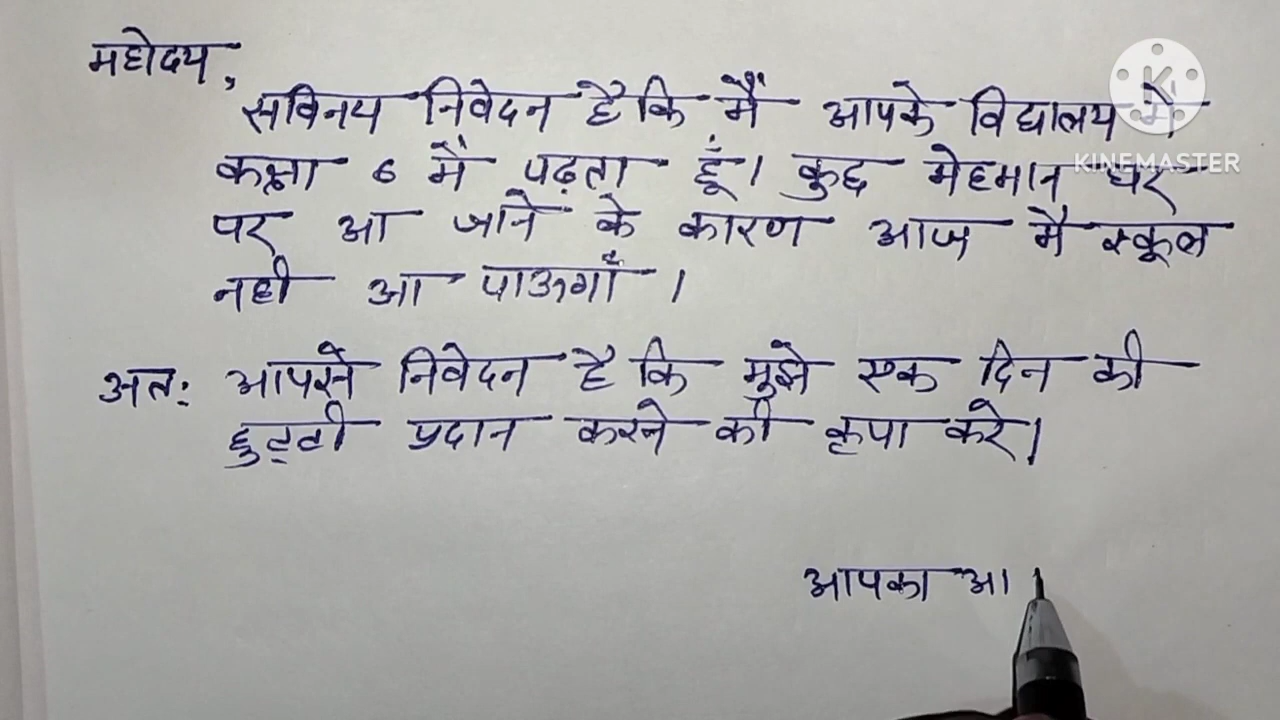 महोदय,
सविनय निवेदन है कि मैं आपके विद्यालय मे
कक्षा 6 में पढ़ता हूं। कुछ मेहमान घर
पर आ जाने के कारण आज मै स्कूल
नही आ पाऊगाँ ।
अतः आपसे निवेदन है कि मुझे एक दिन की
छुट्टी प्रदान करने की कृपा करे।
आपका आ
K
KINEMASTER